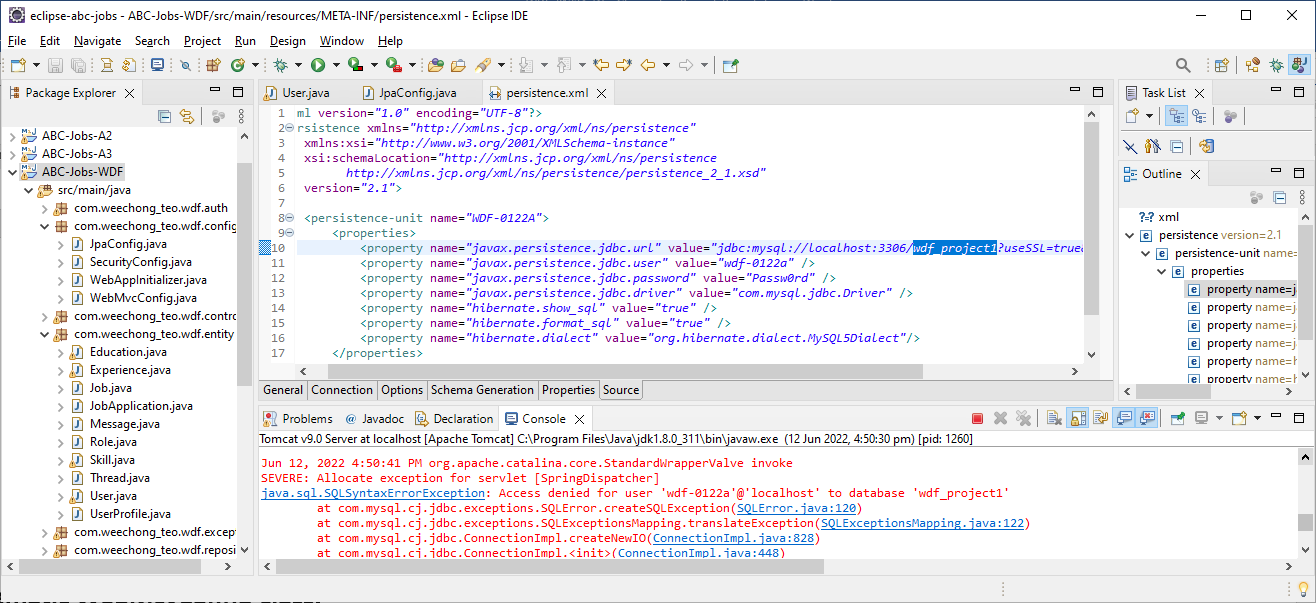 eclipse-abc-jobs - ABC-Jobs-WDF/src/main/resources/META-INF/persistence.xml - Eclipse IDE
File Edit Navigate Search Project Run Design Window Help
Package Explorer
ABC-Jobs-A2
ABC-Jobs-A3
ABC-Jobs-WDF
src/main/java
com.weechong_teo.wdf.auth
com.weechong_teo.wdf.config
JpaConfig.java
SecurityConfig.java
WebAppInitializer.java
WebMvcConfig.java
com.weechong_teo.wdf.contro
com.weechong_teo.wdf.entity
Education.java
Experience.java
Job.java
JobApplication.java
Message.java
Role.java
Skill.java
Thread.java
User.java
UserProfile.java
com.weechong_teo.wdf.except
com.weechong_teo.wdf.reposi
User.java JpaConfig.java persistence.xml
1 ml version="1.0" encoding="UTF-8"?>
2 rsistence xmlns="http://xmlns.jcp.org/xml/ns/persistence"
3 xmlns:xsi="http://www.w3.org/2001/XMLSchema-instance"
4 xsi:schemaLocation="http://xmlns.jcp.org/xml/ns/persistence
5 http://xmlns.jcp.org/xml/ns/persistence/persistence_2_1.xsd"
6 version="2.1">
7
8 <persistence-unit name="WDF-0122A">
9 <properties>
10 <property name="javax.persistence.jdbc.url" value="jdbc:mysql://localhost:3306/wdf_project1?useSSL=true&
11 <property name="javax.persistence.jdbc.user" value="wdf-0122a" />
12 <property name="javax.persistence.jdbc.password" value="Passw0rd" />
13 <property name="javax.persistence.jdbc.driver" value="com.mysql.jdbc.Driver" />
14 <property name="hibernate.show_sql" value="true" />
15 <property name="hibernate.format_sql" value="true" />
16 <property name="hibernate.dialect" value="org.hibernate.dialect.MySQL5Dialect"/>
17 </properties>
General Connection Options Schema Generation Properties Source
Task List
Outline
?=? xml
persistence version=2.1
persistence-unit name=
properties
property name=j
property name=j
property name=j
property name=j
property name=h
property name=h
Problems Javadoc Declaration Console
Tomcat v9.0 Server at localhost [Apache Tomcat] C:\Program Files\Java\jdk1.8.0_311\bin\javaw.exe (12 Jun 2022, 4:50:30 pm) [pid: 1260]
Jun 12, 2022 4:50:41 PM org.apache.catalina.core.StandardWrapperValve invoke
SEVERE: Allocate exception for servlet [SpringDispatcher]
java.sql.SQLSyntaxErrorException: Access denied for user 'wdf-0122a'@'localhost' to database 'wdf_project1'
at com.mysql.cj.jdbc.exceptions.SQLError.createSQLException(SQLError.java:120)
at com.mysql.cj.jdbc.exceptions.SQLExceptionsMapping.translateException(SQLExceptionsMapping.java:122)
at com.mysql.cj.jdbc.ConnectionImpl.createNewIO(ConnectionImpl.java:828)
at com.mysql.cj.jdbc.ConnectionImpl.<init>(ConnectionImpl.java:448)